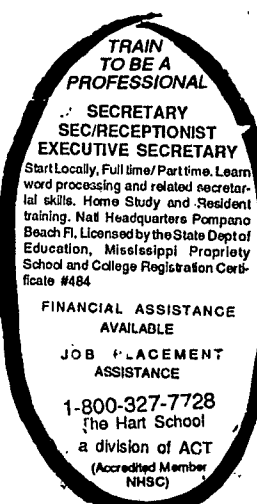 TRAIN
TO BE A
PROFESSIONAL
SECRETARY
SEC/RECEPTIONIST
EXECUTIVE SECRETARY
Start Locally, Full time/Part time. Learn
word processing and related secretar-
ial skills. Home Study and Resident
training. Natl Headquarters Pompano
Beach Fl. Licensed by the State Dept of
Education, Mississippi Propriety
School and College Registration Certi-
ficate #484
FINANCIAL ASSISTANCE
AVAILABLE
JOB PLACEMENT
ASSISTANCE
1-800-327-7728
The Hart School
a division of ACT
(Accredited Member
NHSC)